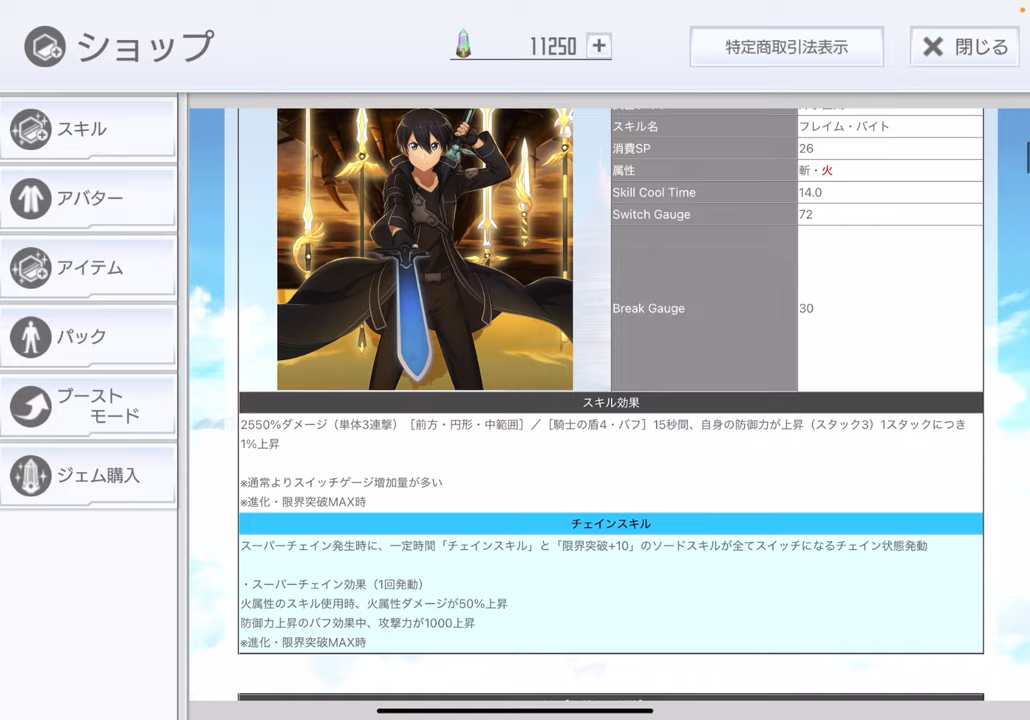 ショップ
11250
特定商取引法表示
閉じる
スキル
アバター
アイテム
パック
ブースト
モード
ジェム購入
スキル名
フレイム・バイト
消費SP
26
属性
斬・火
Skill Cool Time
14.0
Switch Gauge
72
Break Gauge
30
スキル効果
2550%ダメージ（単体3連撃）［前方・円形・中範囲］／［騎士の盾4・バフ］15秒間、自身の防御力が上昇（スタック3）1スタックにつき
1%上昇
※通常よりスイッチゲージ増加量が多い
※進化・限界突破MAX時
チェインスキル
スーパーチェイン発生時に、一定時間「チェインスキル」と「限界突破+10」のソードスキルが全てスイッチになるチェイン状態発動
・スーパーチェイン効果（1回発動）
火属性のスキル使用時、火属性ダメージが50%上昇
防御力上昇のバフ効果中、攻撃力が1000上昇
※進化・限界突破MAX時